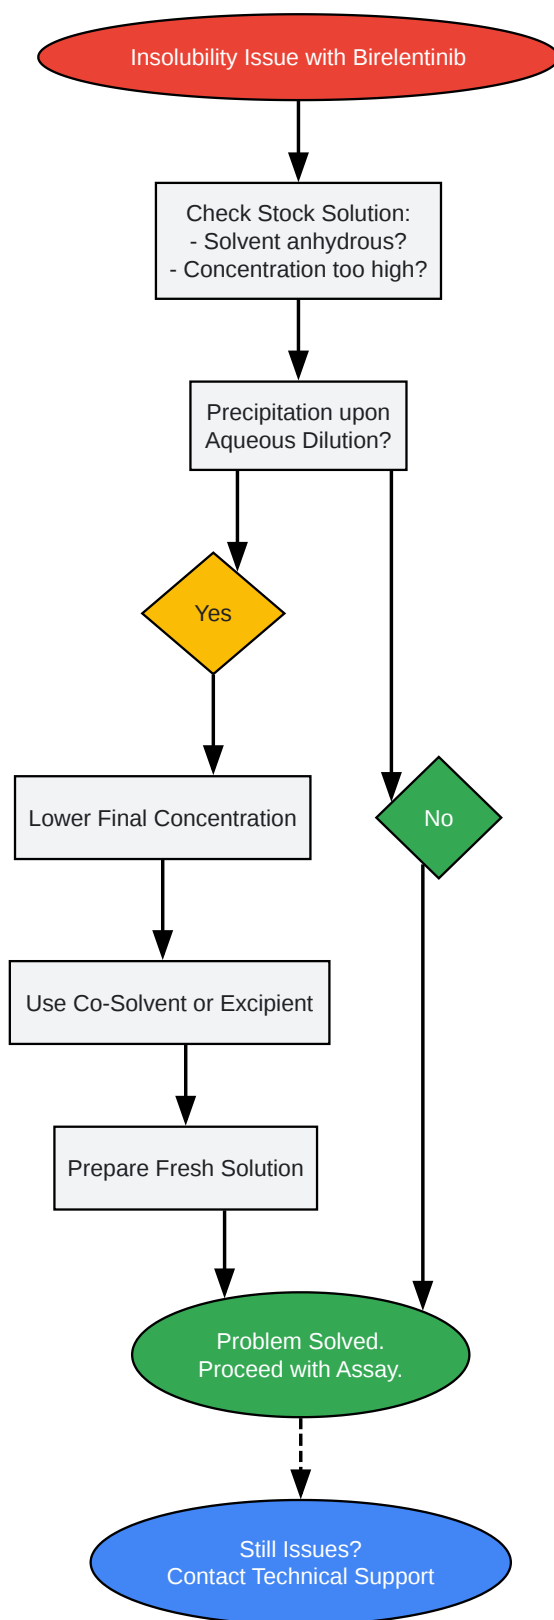 Insolubility Issue with Birelentinib
Check Stock Solution:
- Solvent anhydrous?
- Concentration too high?
Precipitation upon
Aqueous Dilution?
Yes
Lower Final Concentration
No
Use Co-Solvent or Excipient
Prepare Fresh Solution
Problem Solved.
Proceed with Assay.
Still Issues?
Contact Technical Support